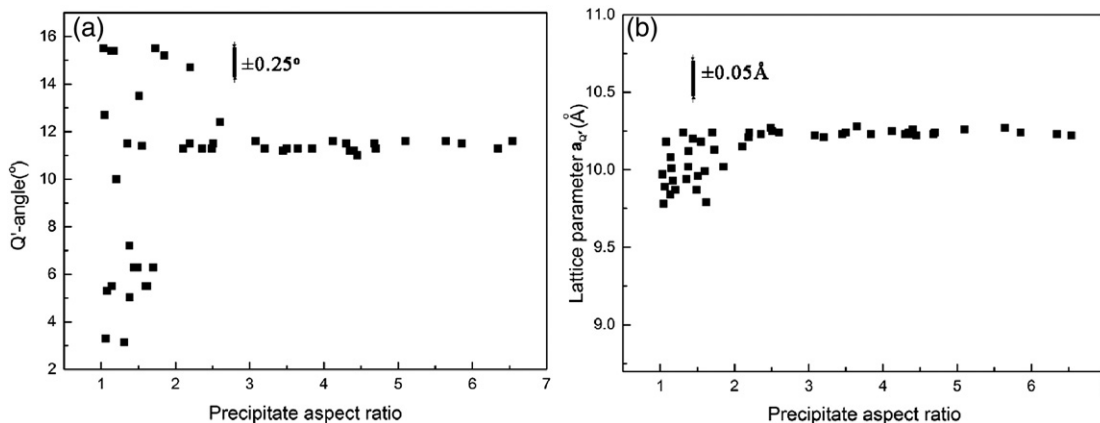 (a)
±0.25°
Q'-angle(°)
16
14
12
10
8
6
4
2
1 2 3 4 5 6 7
Precipitate aspect ratio
(b)
±0.05Å
Lattice parameter a_Q'(Å)
11.0
10.5
10.0
9.5
9.0
1 2 3 4 5 6 7
Precipitate aspect ratio